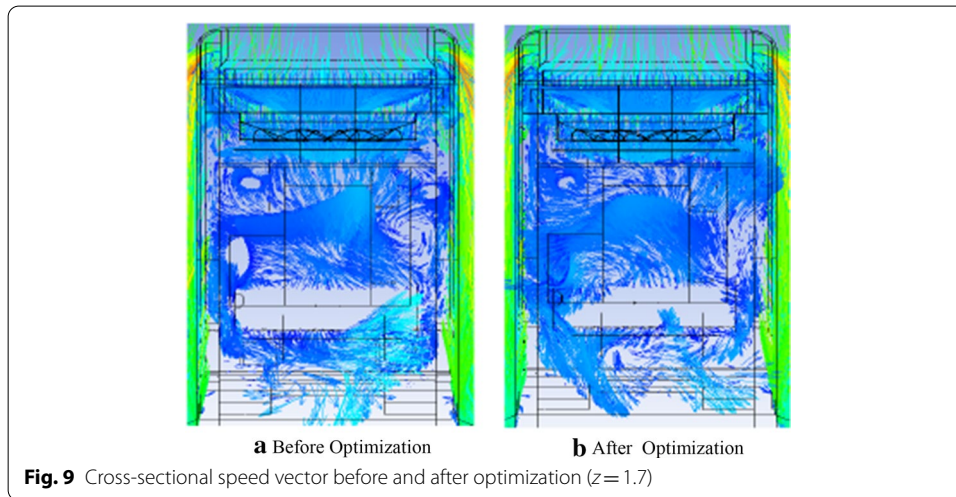 a Before Optimization
b After Optimization
Fig. 9 Cross-sectional speed vector before and after optimization (z = 1.7)